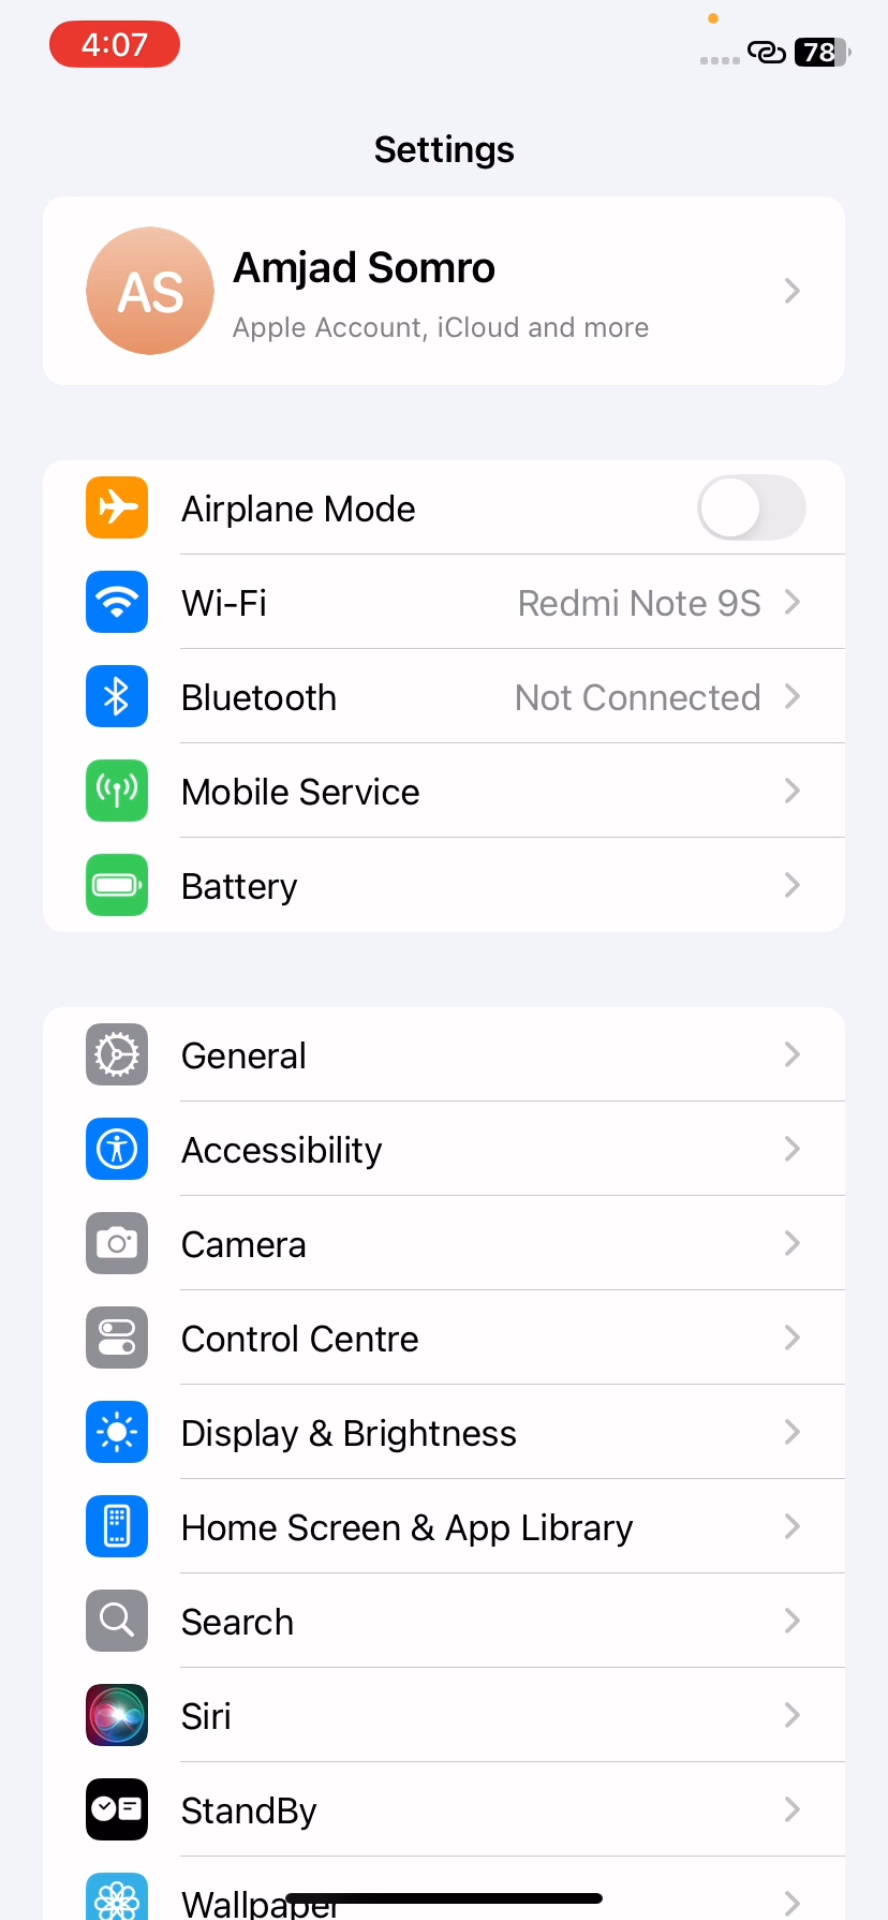 4:07
78
Settings
AS
Amjad Somro
Apple Account, iCloud and more
Airplane Mode
Wi-Fi Redmi Note 9S
Bluetooth Not Connected
Mobile Service
Battery
General
Accessibility
Camera
Control Centre
Display & Brightness
Home Screen & App Library
Search
Siri
StandBy
Wallpaper